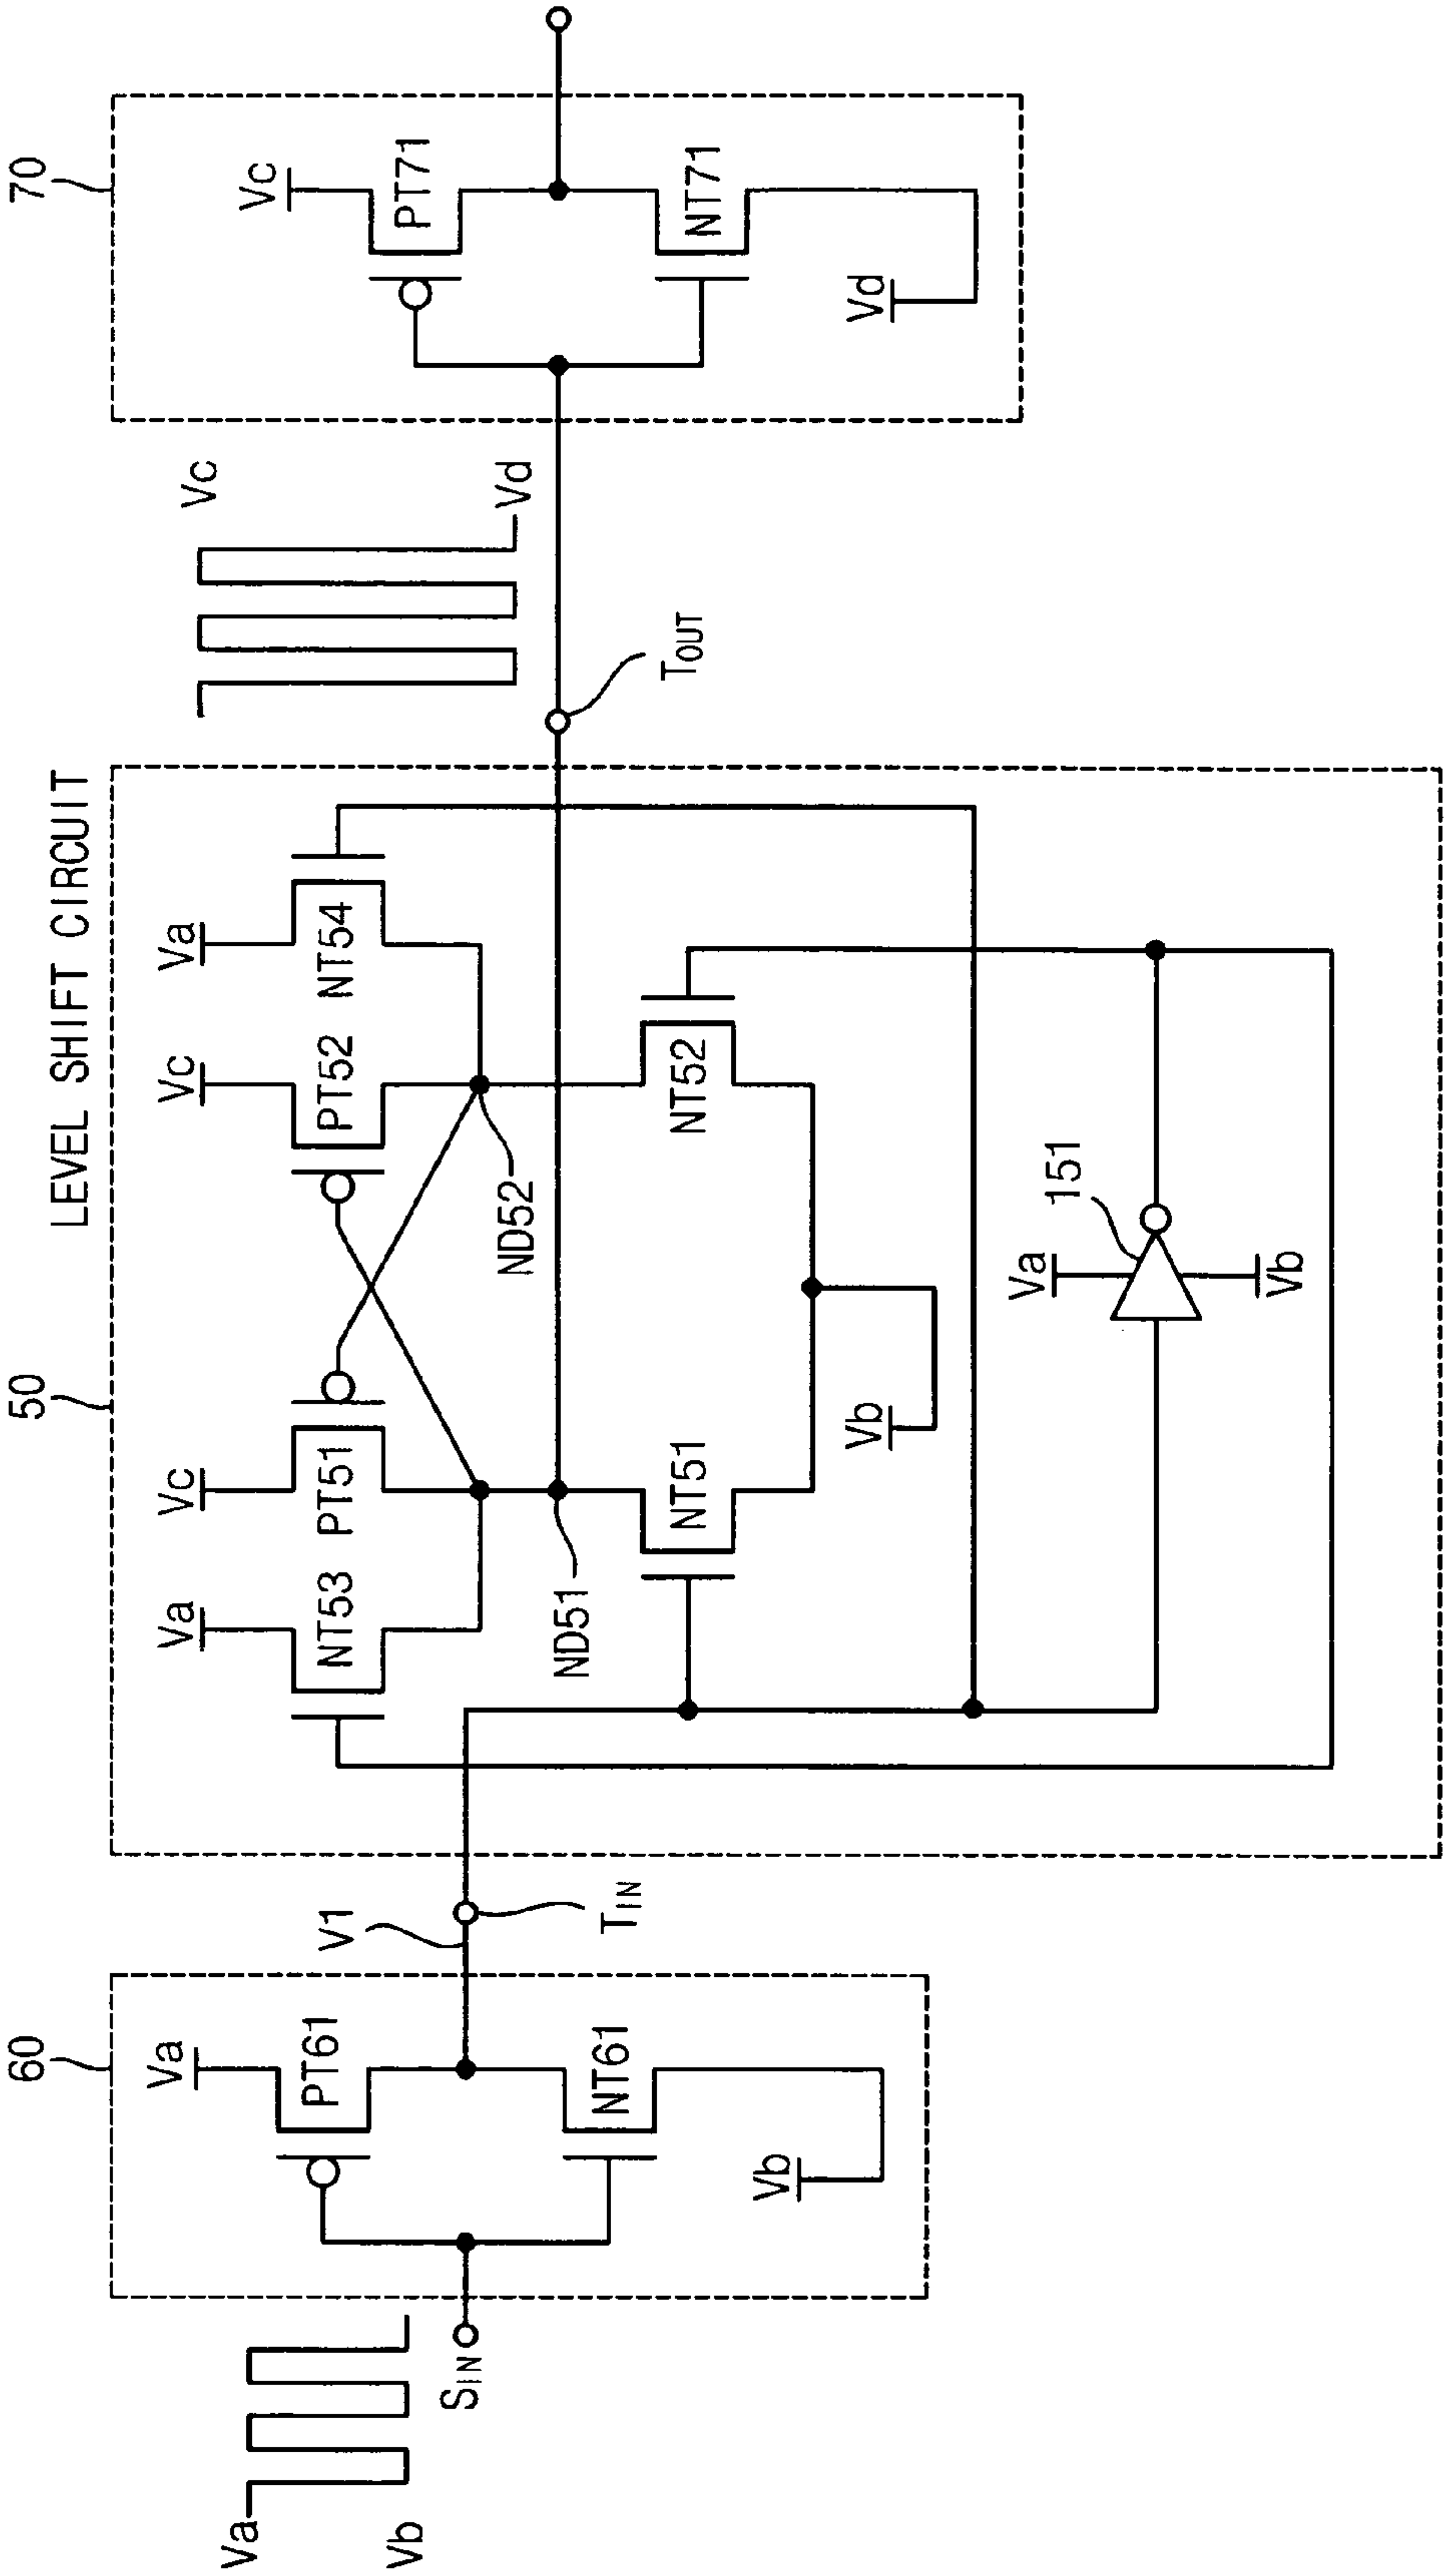 LEVEL SHIFT CIRCUIT
60
50
70
Va
Vb
SIN
Va
PT61
NT61
Vb
V1
TIN
Va
NT53
Vc
PT51
ND51
NT51
Vb
Vc
PT52
Va
NT54
ND52
NT52
Va
151
Vb
TOUT
Vc
Vd
Vc
PT71
NT71
Vd